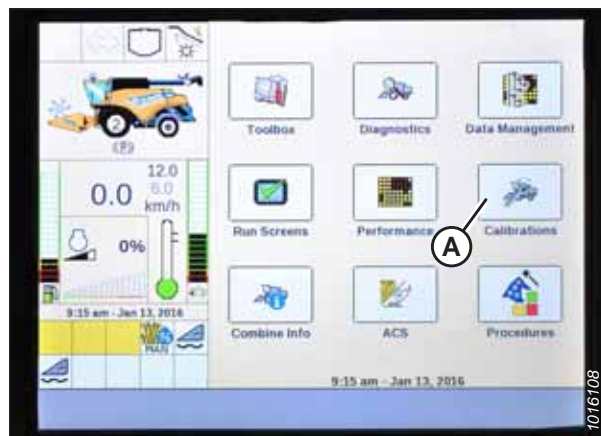 Toolbox
Diagnostics
Data Management
2
(P)
12.0
0.0
6.0
km/h
Run Screens
Performance
Calibrations
A
0%
9:15 am - Jan 13, 2016
MAN
Combine Info
ACS
Procedures
9:15 am - Jan 13, 2016
1016108